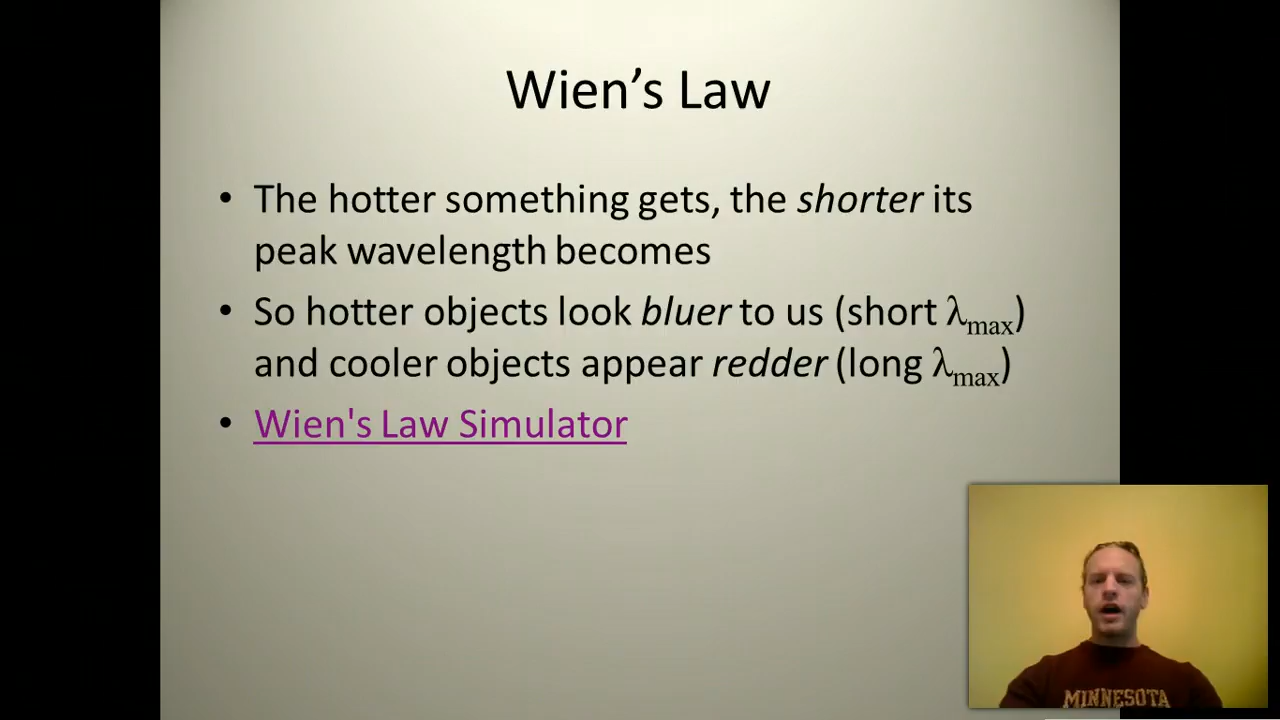 Wien’s Law
• The hotter something gets, the shorter its
peak wavelength becomes
• So hotter objects look bluer to us (short λmax)
and cooler objects appear redder (long λmax)
• Wien's Law Simulator
MINNESOTA